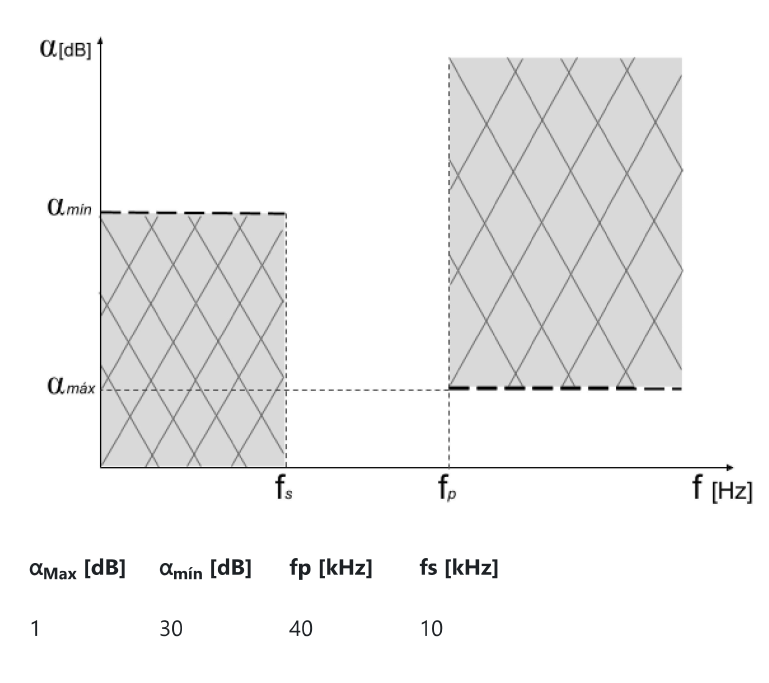 α[dB]
αmín
αmáx
fs
fp
f [Hz]
αMax [dB] αmín [dB] fp [kHz] fs [kHz]
1 30 40 10